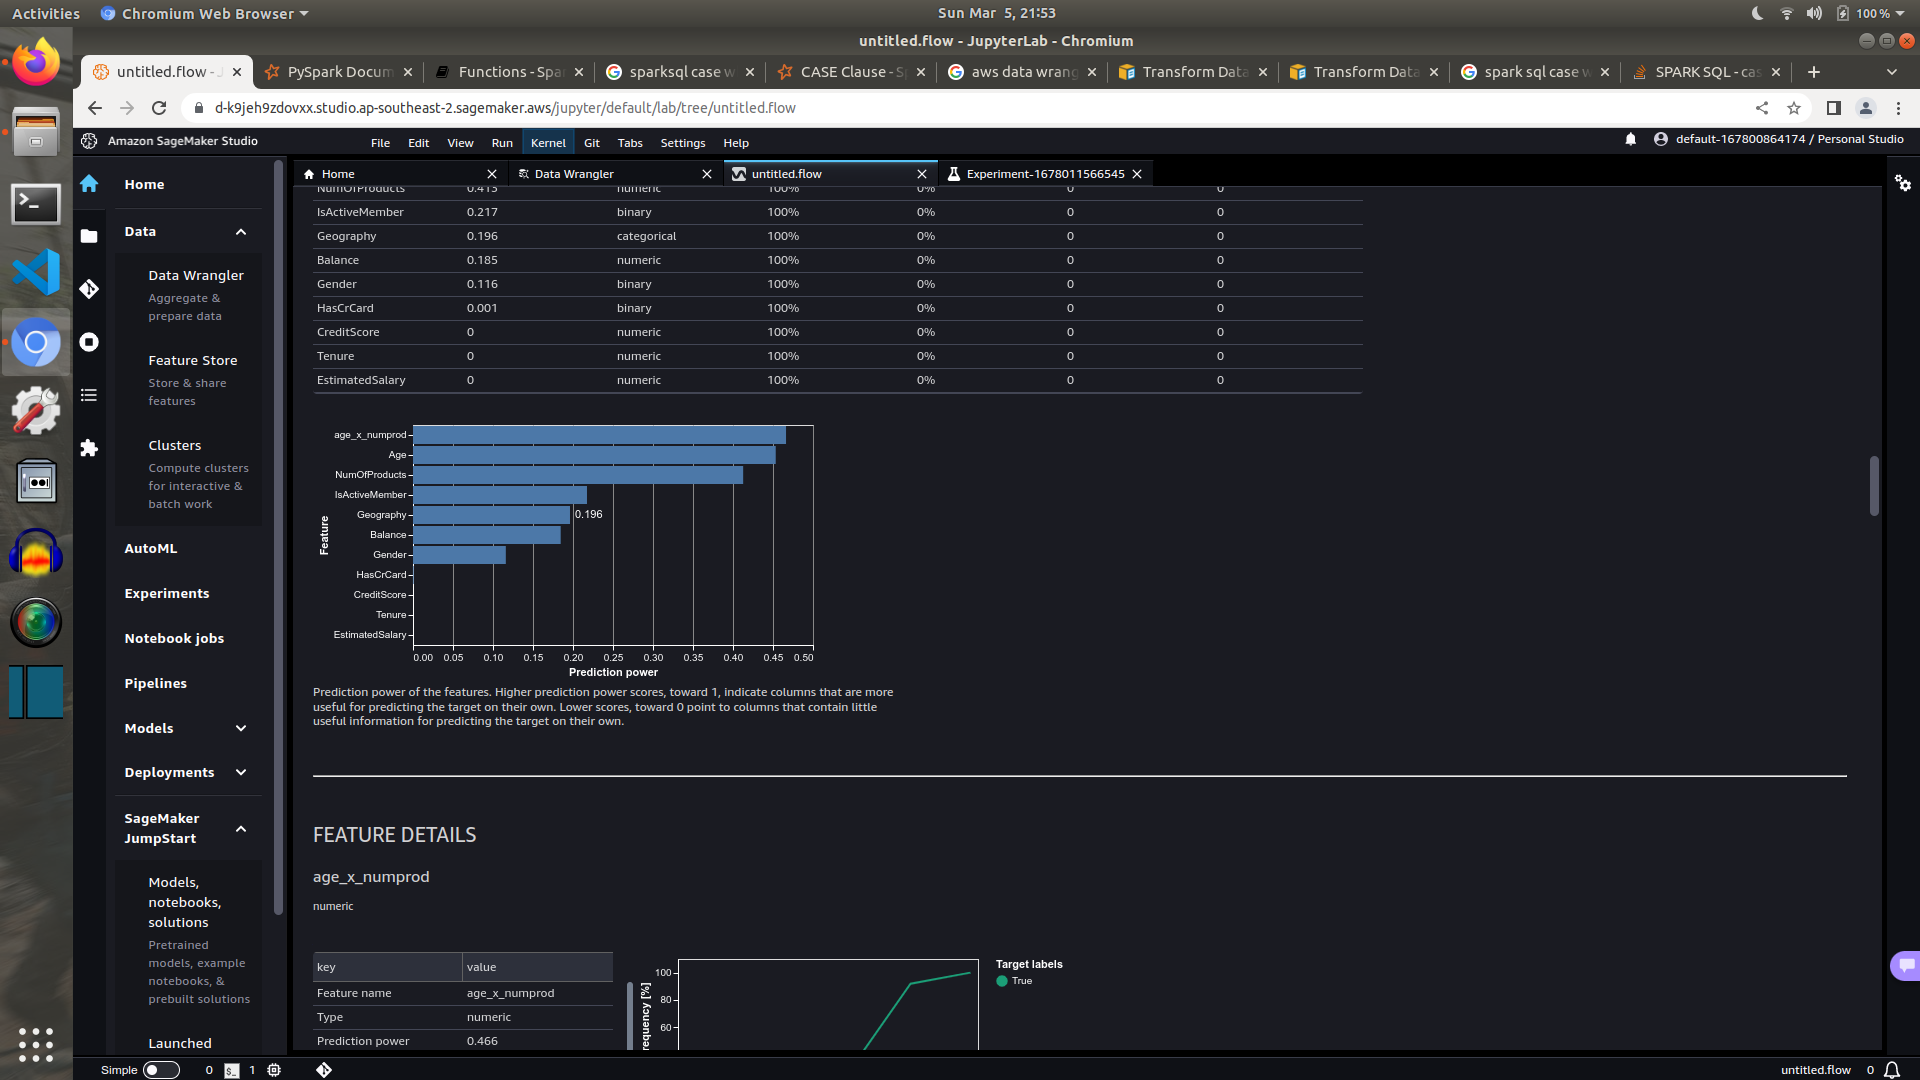 Activities Chromium Web Browser Sun Mar 5, 21:53 100 %
untitled.flow - JupyterLab - Chromium
untitled.flow - PySpark Docum Functions - Spa sparksql case w CASE Clause - S aws data wrang Transform Data Transform Data spark sql case w SPARK SQL - cas
d-k9jeh9zdovxx.studio.ap-southeast-2.sagemaker.aws/jupyter/default/lab/tree/untitled.flow
Amazon SageMaker Studio File Edit View Run Kernel Git Tabs Settings Help default-167800864174 / Personal Studio
Home Data Wrangler untitled.flow Experiment-1678011566545
Home
Data
Data Wrangler
Aggregate &
prepare data
Feature Store
Store & share
features
Clusters
Compute clusters
for interactive &
batch work
AutoML
Experiments
Notebook jobs
Pipelines
Models
Deployments
SageMaker
JumpStart
Models,
notebooks,
solutions
Pretrained
models, example
notebooks, &
prebuilt solutions
Launched
NumOfProducts 0.413 numeric 100% 0% 0 0
IsActiveMember 0.217 binary 100% 0% 0 0
Geography 0.196 categorical 100% 0% 0 0
Balance 0.185 numeric 100% 0% 0 0
Gender 0.116 binary 100% 0% 0 0
HasCrCard 0.001 binary 100% 0% 0 0
CreditScore 0 numeric 100% 0% 0 0
Tenure 0 numeric 100% 0% 0 0
EstimatedSalary 0 numeric 100% 0% 0 0
Feature
age_x_numprod
Age
NumOfProducts
IsActiveMember
Geography 0.196
Balance
Gender
HasCrCard
CreditScore
Tenure
EstimatedSalary
0.00 0.05 0.10 0.15 0.20 0.25 0.30 0.35 0.40 0.45 0.50
Prediction power
Prediction power of the features. Higher prediction power scores, toward 1, indicate columns that are more
useful for predicting the target on their own. Lower scores, toward 0 point to columns that contain little
useful information for predicting the target on their own.
FEATURE DETAILS
age_x_numprod
numeric
key value
Feature name age_x_numprod
Type numeric
Prediction power 0.466
requency [%]
100
80
60
Target labels
True
Simple 0 $_ 1 untitled.flow 0